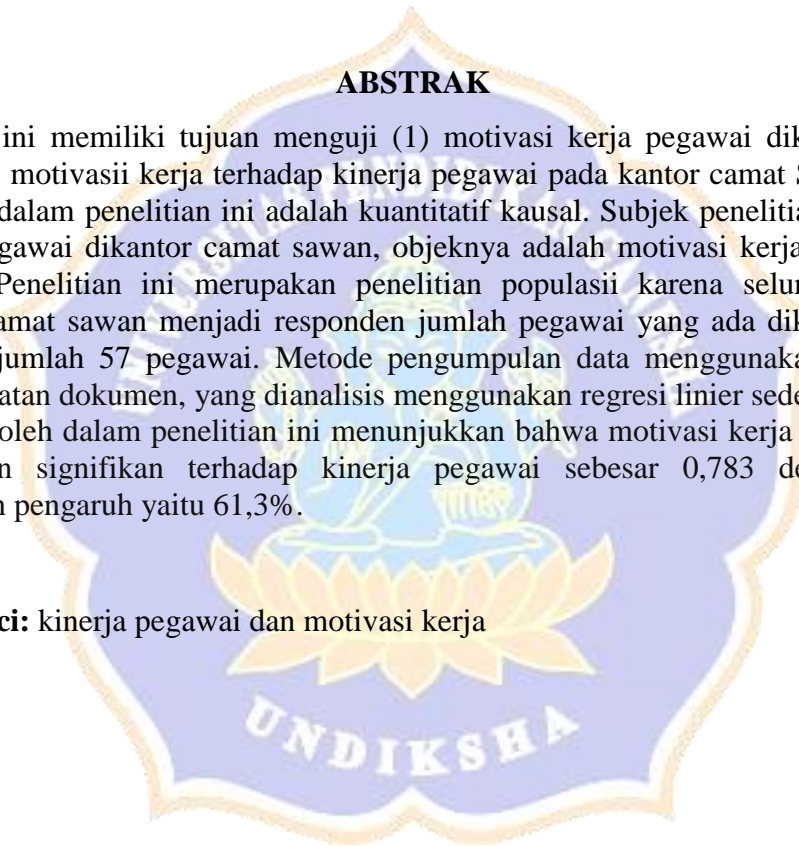 ABSTRAK
ini memiliki tujuan menguji (1) motivasi kerja pegawai dik
motivasii kerja terhadap kinerja pegawai pada kantor camat S
dalam penelitian ini adalah kuantitatif kausal. Subjek penelitia
gawai dikantor camat sawan, objeknya adalah motivasi kerja
Penelitian ini merupakan penelitian populasii karena selur
amat sawan menjadi responden jumlah pegawai yang ada dik
jumlah 57 pegawai. Metode pengumpulan data menggunaka
atan dokumen, yang dianalisis menggunakan regresi linier sede
oleh dalam penelitian ini menunjukkan bahwa motivasi kerja
n signifikan terhadap kinerja pegawai sebesar 0,783 de
n pengaruh yaitu 61,3%.
ci: kinerja pegawai dan motivasi kerja
UNIVERSITAS PENDIDIKAN GANESHA
UNDIKSHA